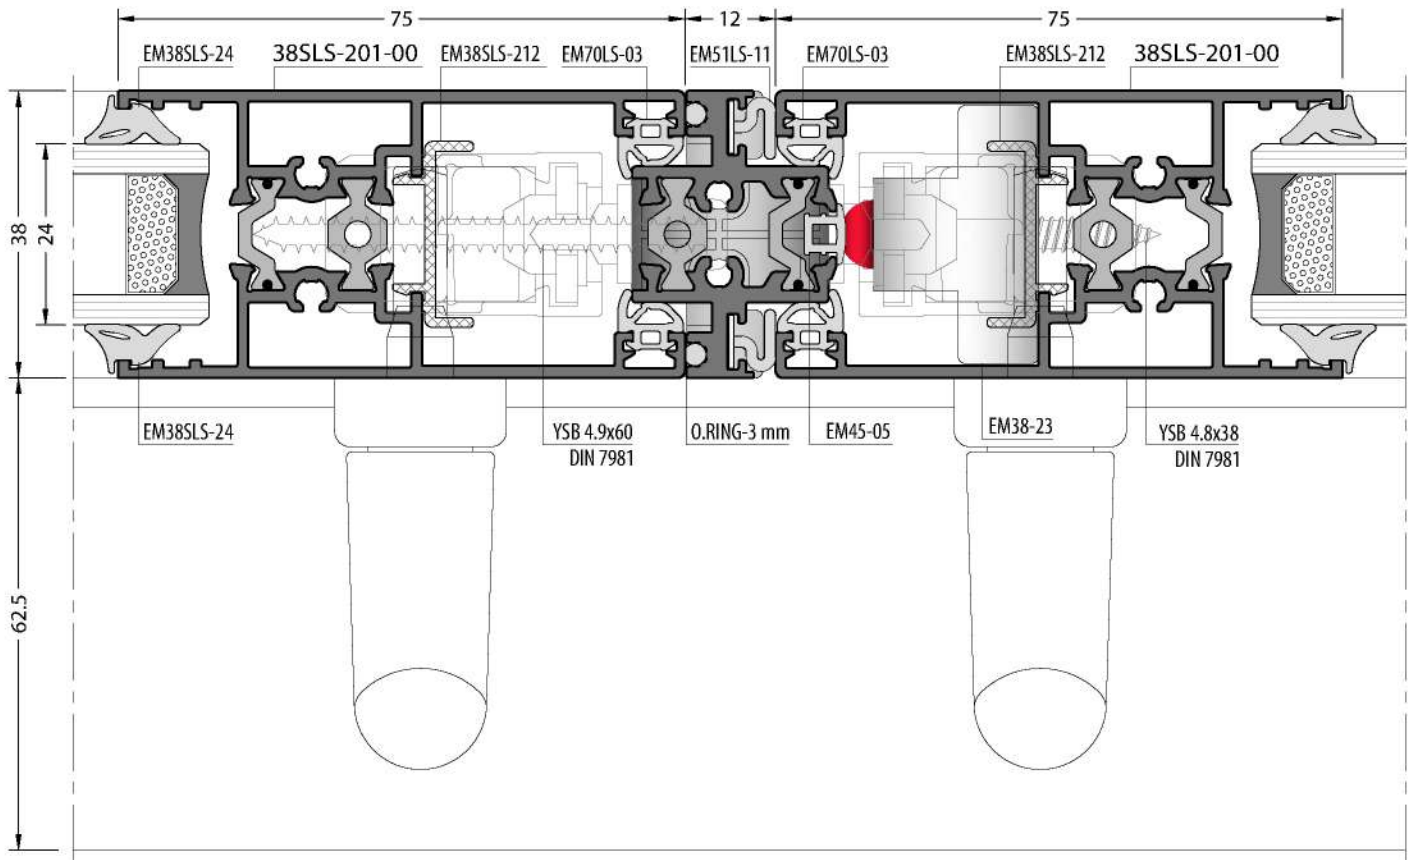 75
12
75
EM38SLS-24
38SLS-201-00
EM38SLS-212
EM70LS-03
EM51LS-11
EM70LS-03
EM38SLS-212
38SLS-201-00
38
24
EM38SLS-24
YSB 4.9x60
DIN 7981
O.RING-3 mm
EM45-05
EM38-23
YSB 4.8x38
DIN 7981
62.5